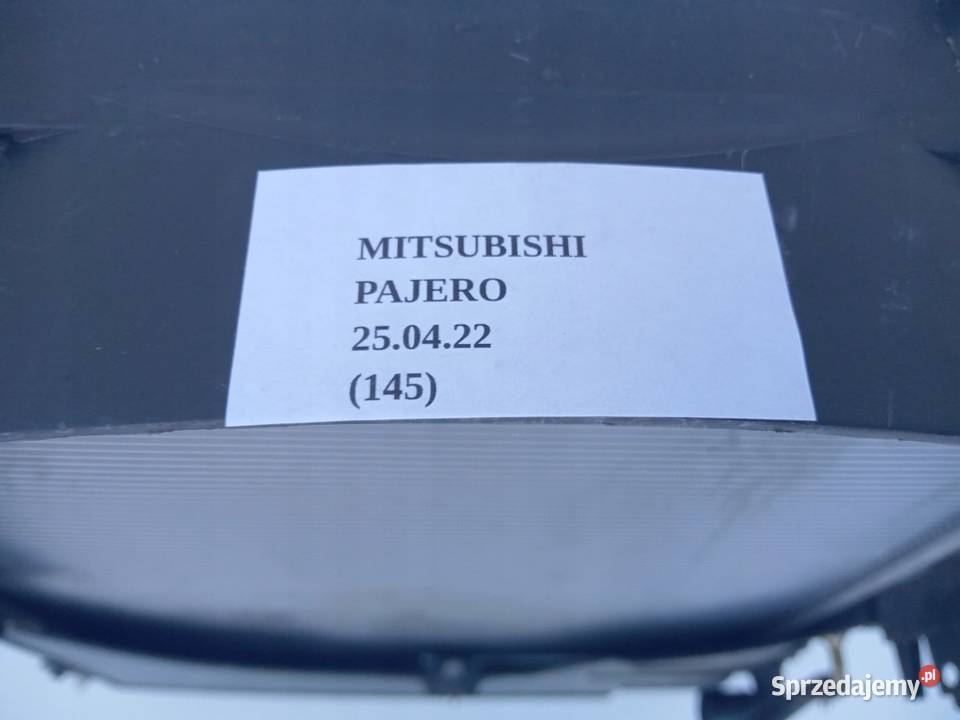 MITSUBISHI
PAJERO
25.04.22
(145)
Sprzedajemy.pl